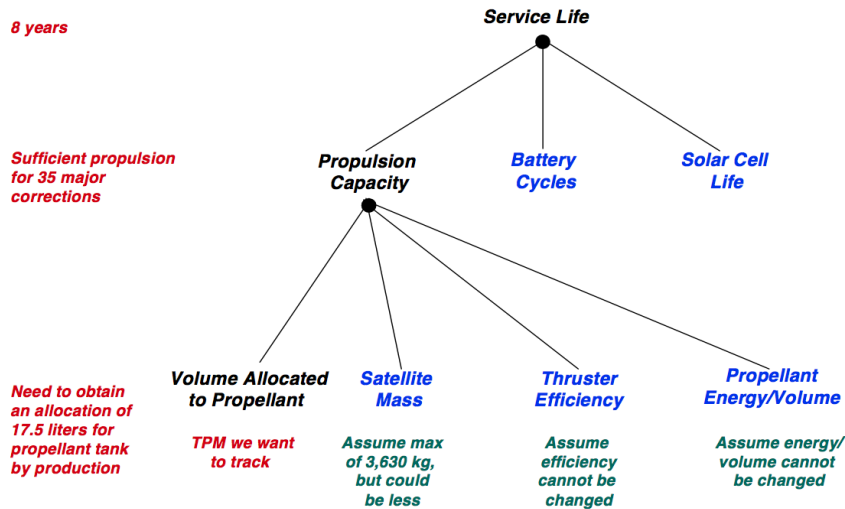 Service Life
8 years
Sufficient propulsion
for 35 major
corrections
Propulsion
Capacity
Battery
Cycles
Solar Cell
Life
Need to obtain
an allocation of
17.5 liters for
propellant tank
by production
Volume Allocated
to Propellant
TPM we want
to track
Satellite
Mass
Assume max
of 3,630 kg,
but could
be less
Thruster
Efficiency
Assume
efficiency
cannot be
changed
Propellant
Energy/Volume
Assume energy/
volume cannot
be changed